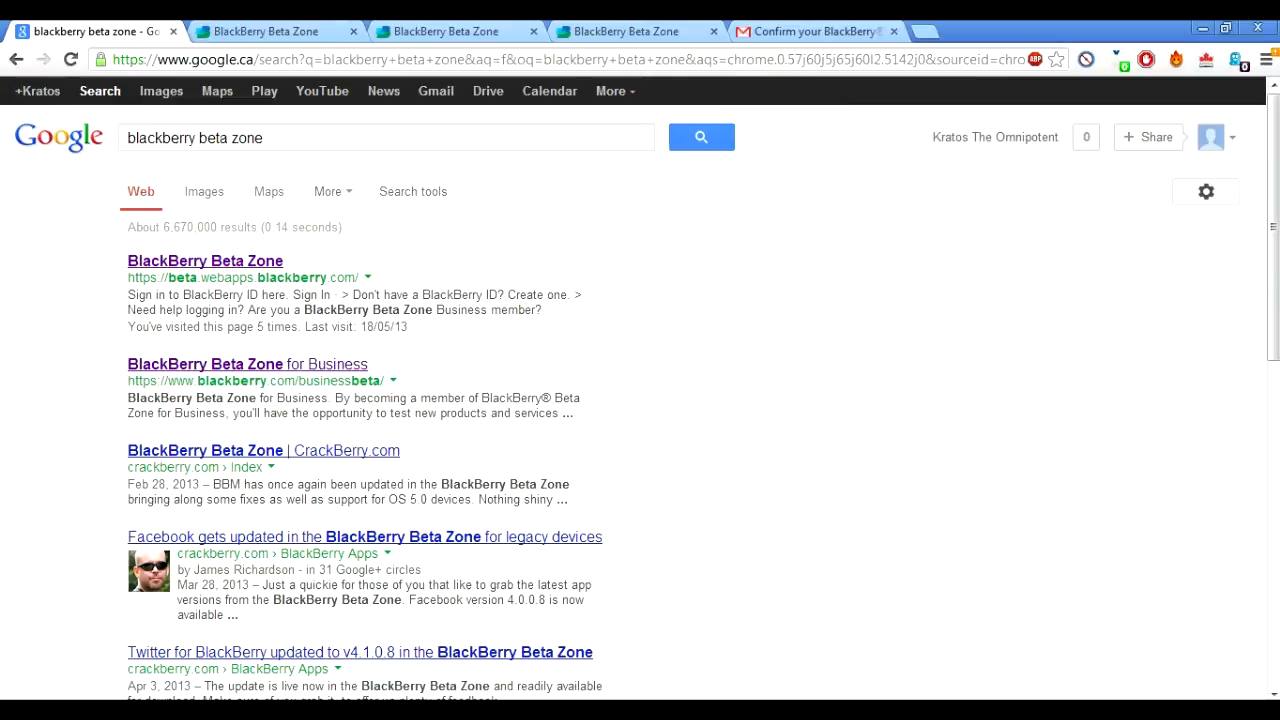 blackberry beta zone - Go
BlackBerry Beta Zone
BlackBerry Beta Zone
BlackBerry Beta Zone
Confirm your BlackBerry®
https://www.google.ca/search?q=blackberry+beta+zone&aq=f&oq=blackberry+beta+zone&aqs=chrome.0.57j60j5j65j60l2.5142j0&sourceid=chro
ABP
0
0
+Kratos Search Images Maps Play YouTube News Gmail Drive Calendar More
Google
blackberry beta zone
Kratos The Omnipotent 0 + Share
Web Images Maps More Search tools
About 6,670,000 results (0 14 seconds)
BlackBerry Beta Zone
https://beta.webapps.blackberry.com/
Sign in to BlackBerry ID here. Sign In · > Don't have a BlackBerry ID? Create one. >
Need help logging in? Are you a BlackBerry Beta Zone Business member?
You've visited this page 5 times. Last visit: 18/05/13
BlackBerry Beta Zone for Business
https://www.blackberry.com/businessbeta/
BlackBerry Beta Zone for Business. By becoming a member of BlackBerry® Beta
Zone for Business, you'll have the opportunity to test new products and services ...
BlackBerry Beta Zone | CrackBerry.com
crackberry.com › Index
Feb 28, 2013 – BBM has once again been updated in the BlackBerry Beta Zone
bringing along some fixes as well as support for OS 5.0 devices. Nothing shiny ...
Facebook gets updated in the BlackBerry Beta Zone for legacy devices
crackberry.com › BlackBerry Apps
by James Richardson - in 31 Google+ circles
Mar 28, 2013 – Just a quickie for those of you that like to grab the latest app
versions from the BlackBerry Beta Zone. Facebook version 4.0.0.8 is now
available ...
Twitter for BlackBerry updated to v4.1.0.8 in the BlackBerry Beta Zone
crackberry.com › BlackBerry Apps
Apr 3, 2013 – The update is live now in the BlackBerry Beta Zone and readily available